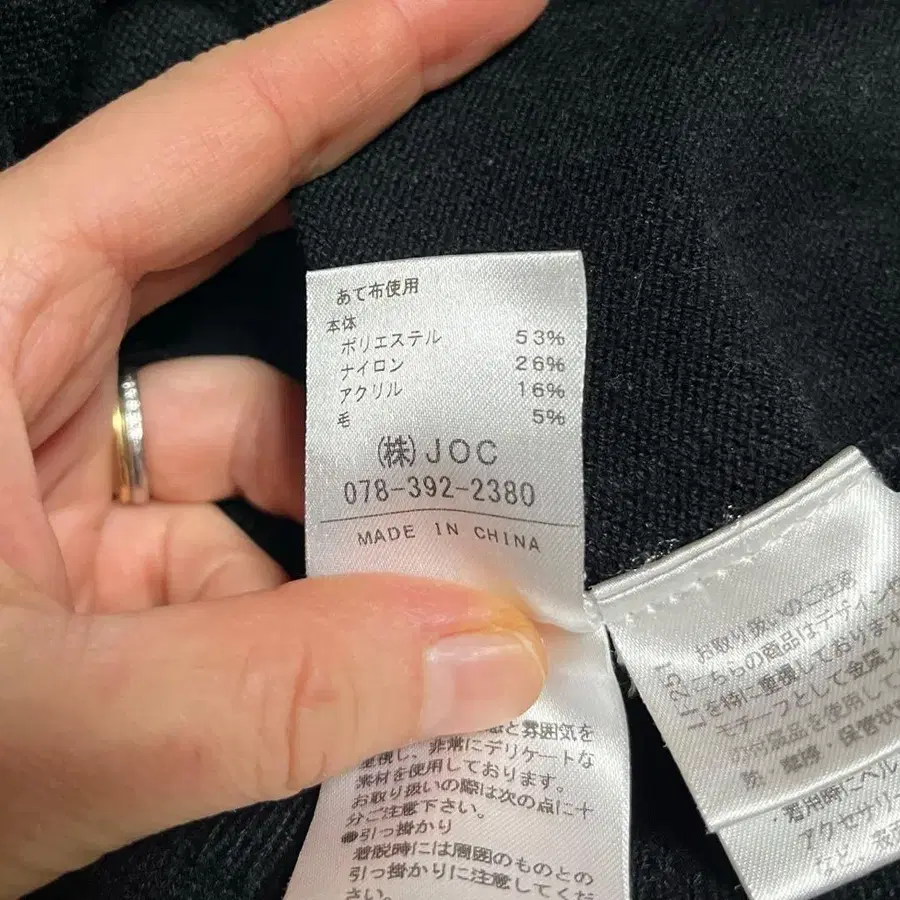 あて布使用
本体
ポリエステル 53%
ナイロン 26%
アクリル 16%
毛 5%
(株)JOC
078-392-2380
MADE IN CHINA
と雰囲気を
重視し、非常にデリケートな
素材を使用しております。
お取り扱いの際は次の点に十
分ご注意下さい。
●引っ掛かり
着脱時には周囲のものとの
引っ掛かりに注意してくだ
さい。
お取り扱いのご注意
こちらの商品はデザインや
を特に重視しております
モチーフとして金属
付属品を使用して
・保管状
着用時にベル
アクセサリー
など、表